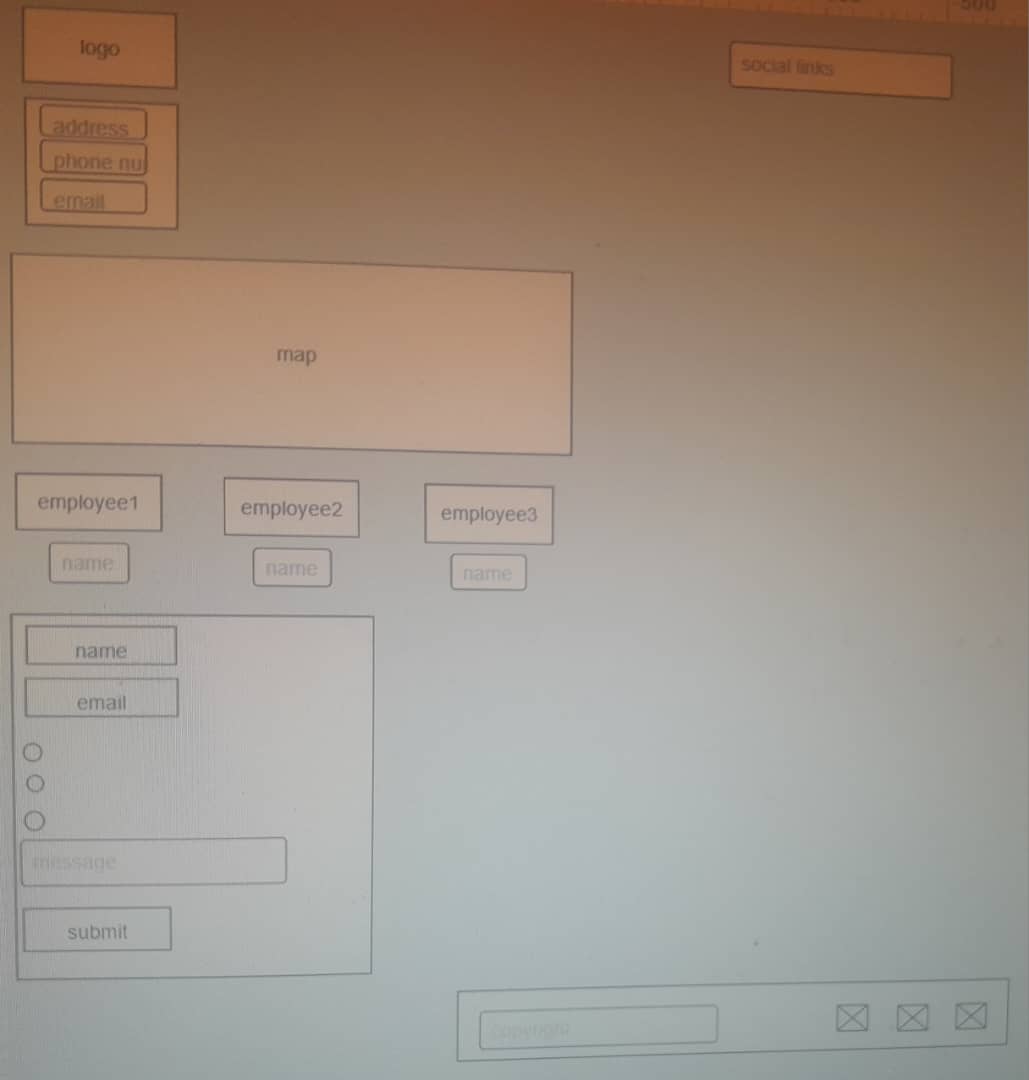 500
logo
social links
address
phone nu
email
map
employee1
employee2
employee3
name
name
name
name
email
message
submit
copyright